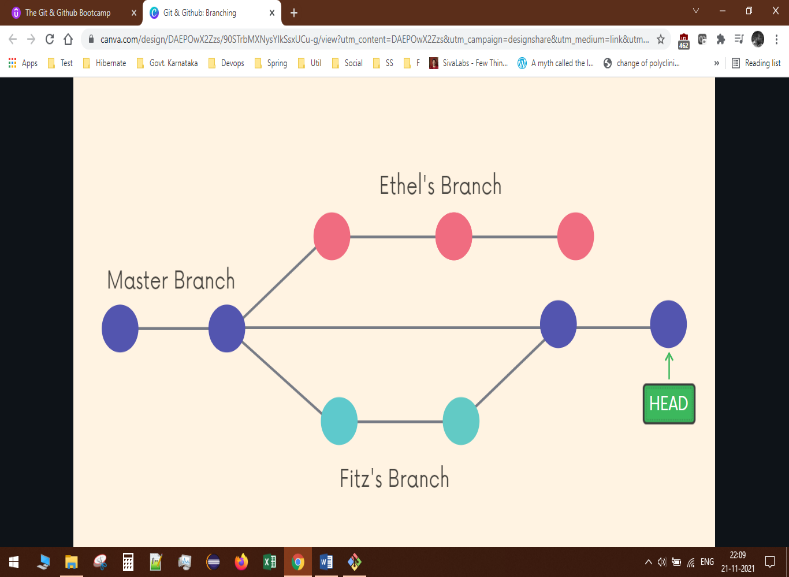 The Git & Github Bootcamp
Git & Github: Branching
canva.com/design/DAEPOwX2Zzs/90STrbMXNysYlkSsxUCu-g/view?utm_content=DAEPOwX2Zzs&utm_campaign=designshare&utm_medium=link&utm...
462
Apps Test Hibernate Govt. Karnataka Devops Spring Util Social SS F SivaLabs - Few Thin... A myth called the I... change of polyclini... » Reading list
Ethel's Branch
Master Branch
HEAD
Fitz's Branch
ENG
22:09
21-11-2021